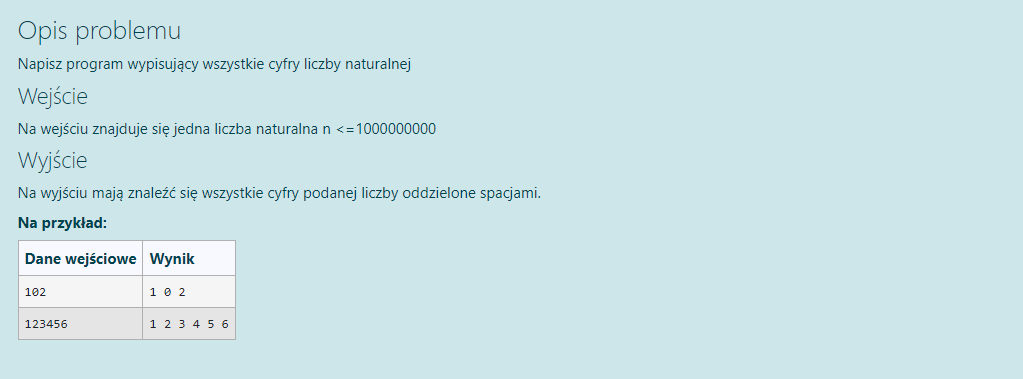 Opis problemu
Napisz program wypisujący wszystkie cyfry liczby naturalnej
Wejście
Na wejściu znajduje się jedna liczba naturalna n <=1000000000
Wyjście
Na wyjściu mają znaleźć się wszystkie cyfry podanej liczby oddzielone spacjami.
Na przykład:
Dane wejściowe Wynik
102 1 0 2
123456 1 2 3 4 5 6